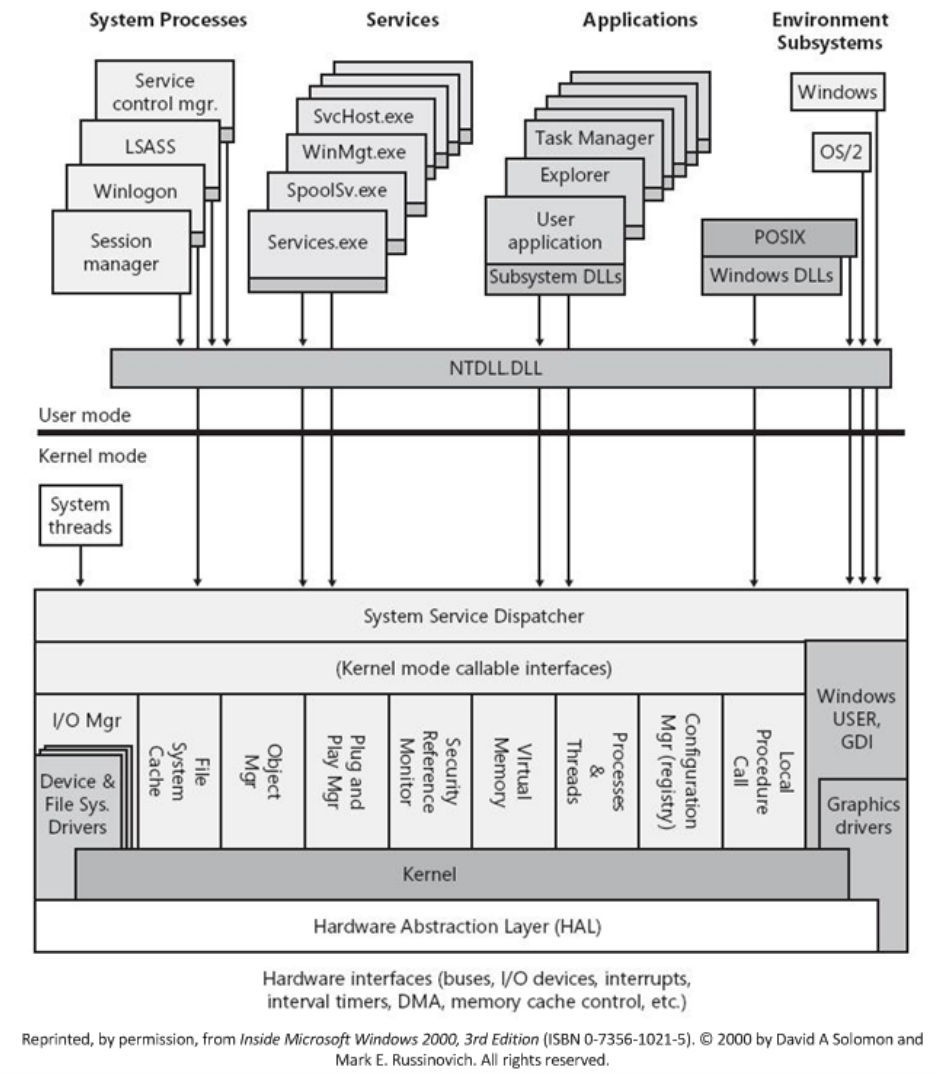 System Processes
Services
Applications
Environment
Subsystems
Service
control mgr.
LSASS
Winlogon
Session
manager
SvcHost.exe
WinMgt.exe
SpoolSv.exe
Services.exe
Task Manager
Explorer
User
application
Subsystem DLLs
Windows
OS/2
POSIX
Windows DLLs
NTDLL.DLL
User mode
Kernel mode
System
threads
System Service Dispatcher
(Kernel mode callable interfaces)
I/O Mgr
Device &
File Sys.
Drivers
File
System
Cache
Object
Mgr
Plug and
Play Mgr
Security
Reference
Monitor
VIrtual
Memory
Processes
&
Threads
Configuration
Mgr (registry)
Local
Procedure
Call
Windows
USER,
GDI
Graphics
drivers
Kernel
Hardware Abstraction Layer (HAL)
Hardware interfaces (buses, I/O devices, interrupts,
interval timers, DMA, memory cache control, etc.)
Reprinted, by permission, from Inside Microsoft Windows 2000, 3rd Edition (ISBN 0-7356-1021-5). © 2000 by David A Solomon and
Mark E. Russinovich. All rights reserved.